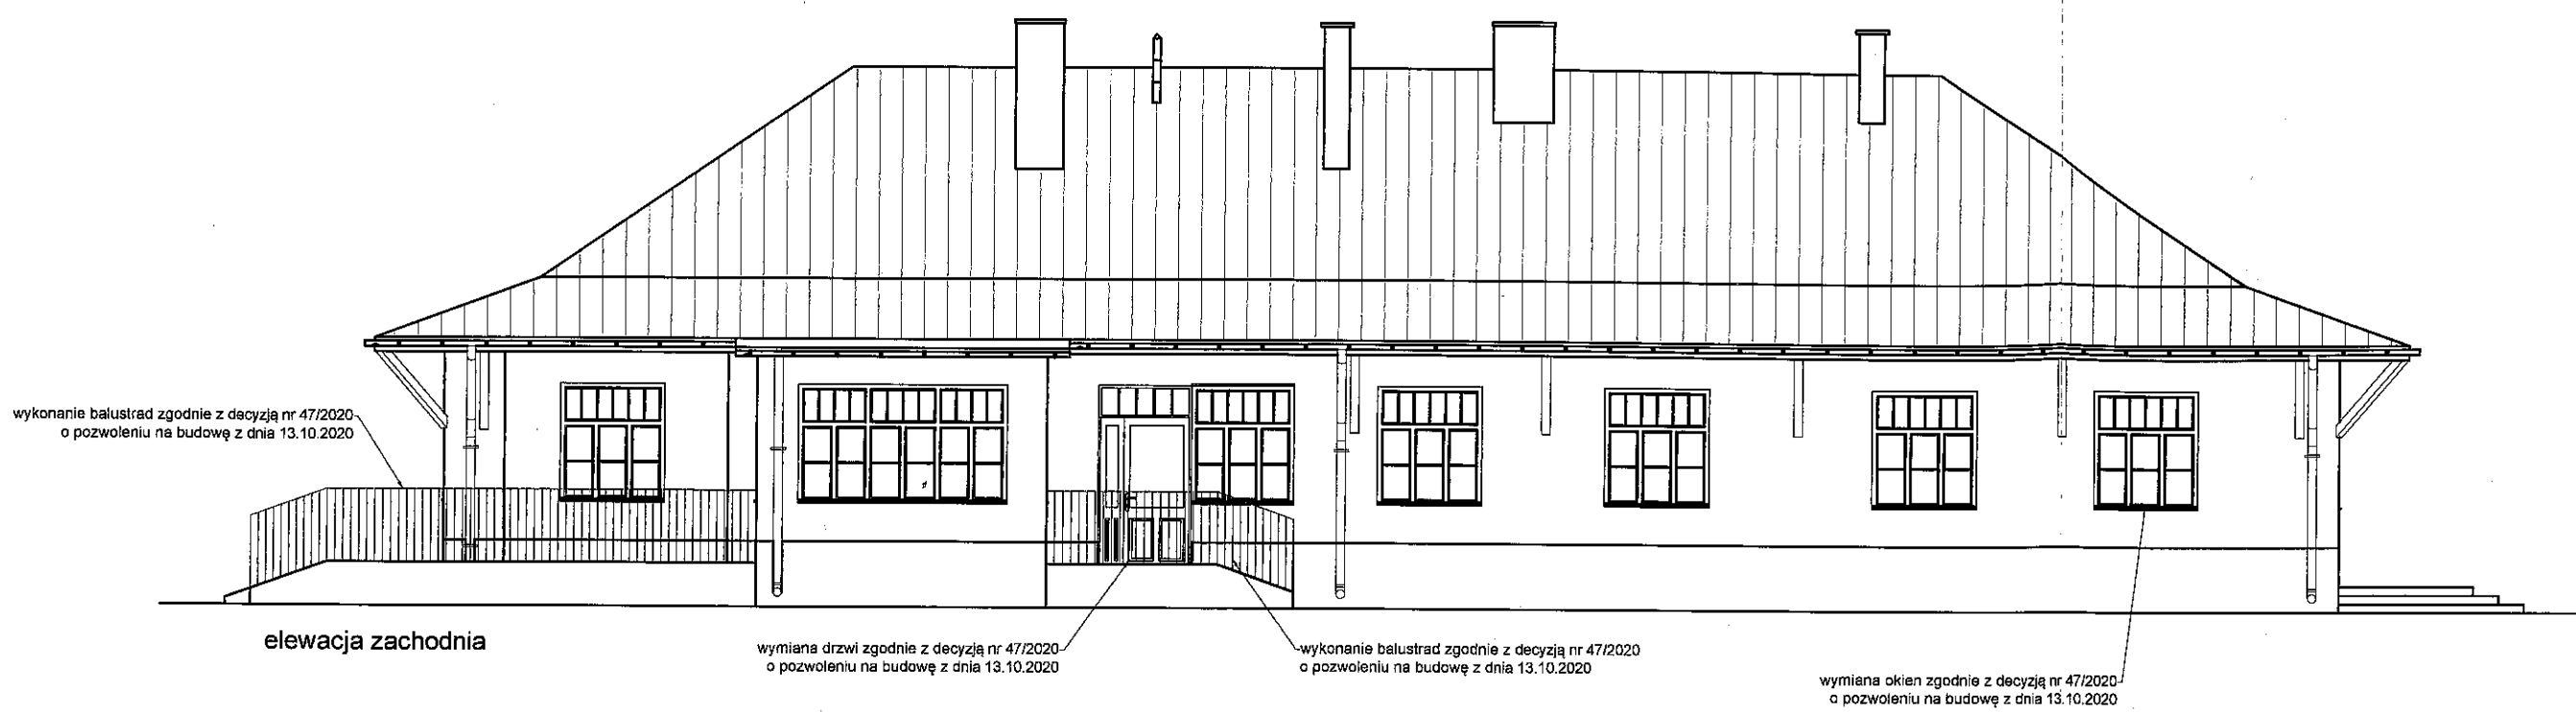 wykonanie balustrad zgodnie z decyzją nr 47/2020
o pozwoleniu na budowę z dnia 13.10.2020
elewacja zachodnia
wymiana drzwi zgodnie z decyzją nr 47/2020
o pozwoleniu na budowę z dnia 13.10.2020
wykonanie balustrad zgodnie z decyzją nr 47/2020
o pozwoleniu na budowę z dnia 13.10.2020
wymiana okien zgodnie z decyzją nr 47/2020
o pozwoleniu na budowę z dnia 13.10.2020